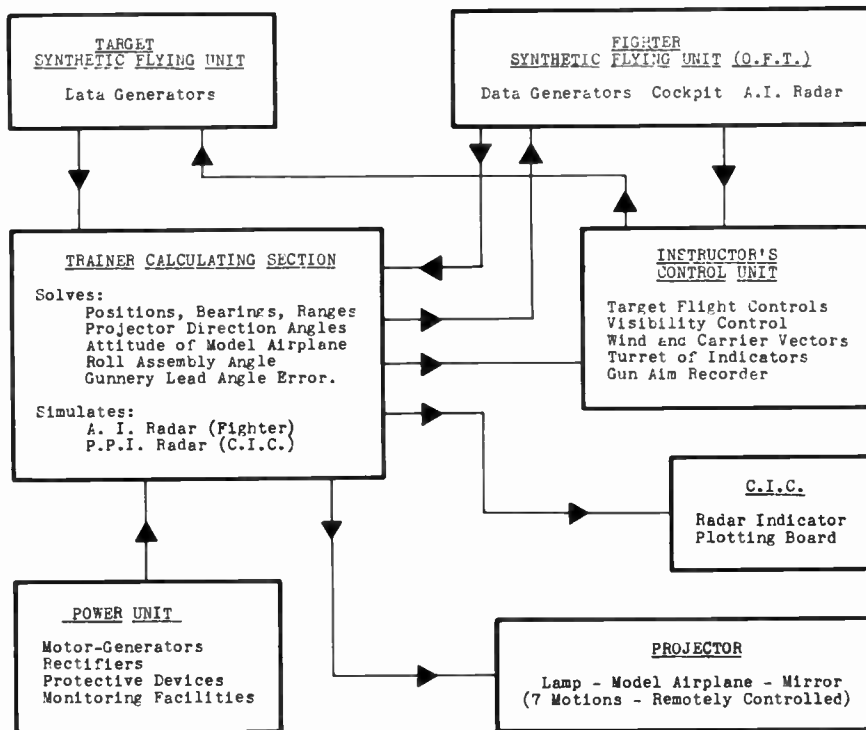 TARGET
SYNTHETIC FLYING UNIT
Data Generators
FIGHTER
SYNTHETIC FLYING UNIT (O.F.T.)
Data Generators Cockpit A.I. Radar
TRAINER CALCULATING SECTION
Solves:
Positions, Bearings, Ranges
Projector Direction Angles
Attitude of Model Airplane
Roll Assembly Angle
Gunnery Lead Angle Error.
Simulates:
A. I. Radar (Fighter)
P.P.I. Radar (C.I.C.)
INSTRUCTOR'S
CONTROL UNIT
Target Flight Controls
Visibility Control
Wind and Carrier Vectors
Turret of Indicators
Gun Aim Recorder
C.I.C.
Radar Indicator
Plotting Board
POWER UNIT
Motor-Generators
Rectifiers
Protective Devices
Monitoring Facilities
PROJECTOR
Lamp - Model Airplane - Mirror
(7 Motions - Remotely Controlled)